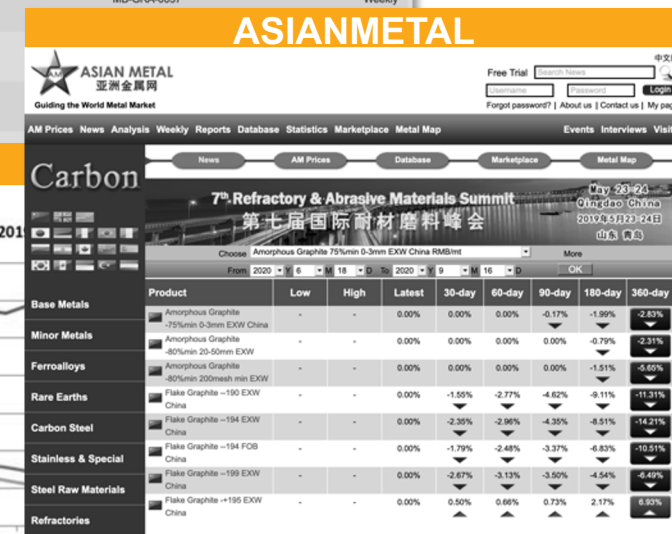 Weekly
ASIANMETAL
ASIAN METAL
亚洲金属网
Guiding the World Metal Market
中文
Free Trial Search News
Username Password Login
Forgot password? | About us | Contact us | My pag
AM Prices News Analysis Weekly Reports Database Statistics Marketplace Metal Map Events Interviews Visit
201
News AM Prices Database Marketplace Metal Map
Carbon
7th Refractory & Abrasive Materials Summit
第七届国际耐材磨料峰会
May 23-24
Qingdao China
2019年5月23-24日
山东 青岛
Choose Amorphous Graphite 75%min 0-3mm EXW China RMB/mt More
From 2020 Y 6 M 18 D To 2020 Y 9 M 16 D OK
Product Low High Latest 30-day 60-day 90-day 180-day 360-day
Amorphous Graphite
-75%min 0-3mm EXW China - - 0.00% 0.00% 0.00% -0.17% -1.99% -2.83%
Amorphous Graphite
-80%min 20-50mm EXW - - 0.00% 0.00% 0.00% 0.00% -0.79% -2.31%
Amorphous Graphite
-80%min 200mesh min EXW - - 0.00% 0.00% 0.00% 0.00% -1.51% -5.65%
Flake Graphite --190 EXW
China - - 0.00% -1.55% -2.77% -4.62% -9.11% -11.31%
Flake Graphite --194 EXW
China - - 0.00% -2.35% -2.96% -4.35% -8.51% -14.21%
Flake Graphite --194 FOB
China - - 0.00% -1.79% -2.48% -3.37% -6.83% -10.51%
Flake Graphite --199 EXW
China - - 0.00% -2.67% -3.13% -3.50% -4.54% -6.49%
Flake Graphite -+195 EXW
China - - 0.00% 0.50% 0.66% 0.73% 2.17% 6.93%
Base Metals
Minor Metals
Ferroalloys
Rare Earths
Carbon Steel
Stainless & Special
Steel Raw Materials
Refractories